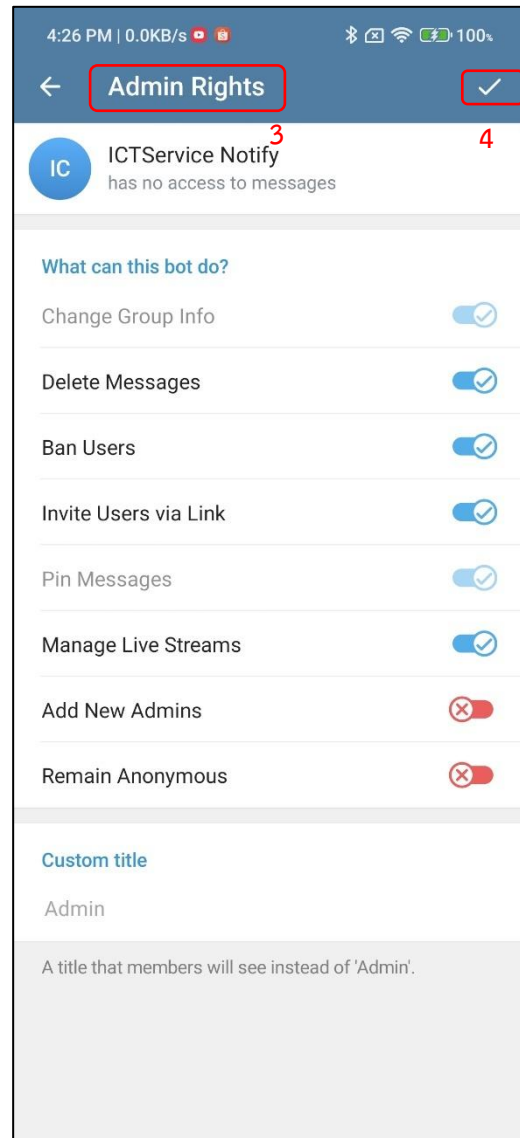 4:26 PM | 0.0KB/s 100%
Admin Rights
3
4
IC
ICTService Notify
has no access to messages
What can this bot do?
Change Group Info
Delete Messages
Ban Users
Invite Users via Link
Pin Messages
Manage Live Streams
Add New Admins
Remain Anonymous
Custom title
Admin
A title that members will see instead of 'Admin'.